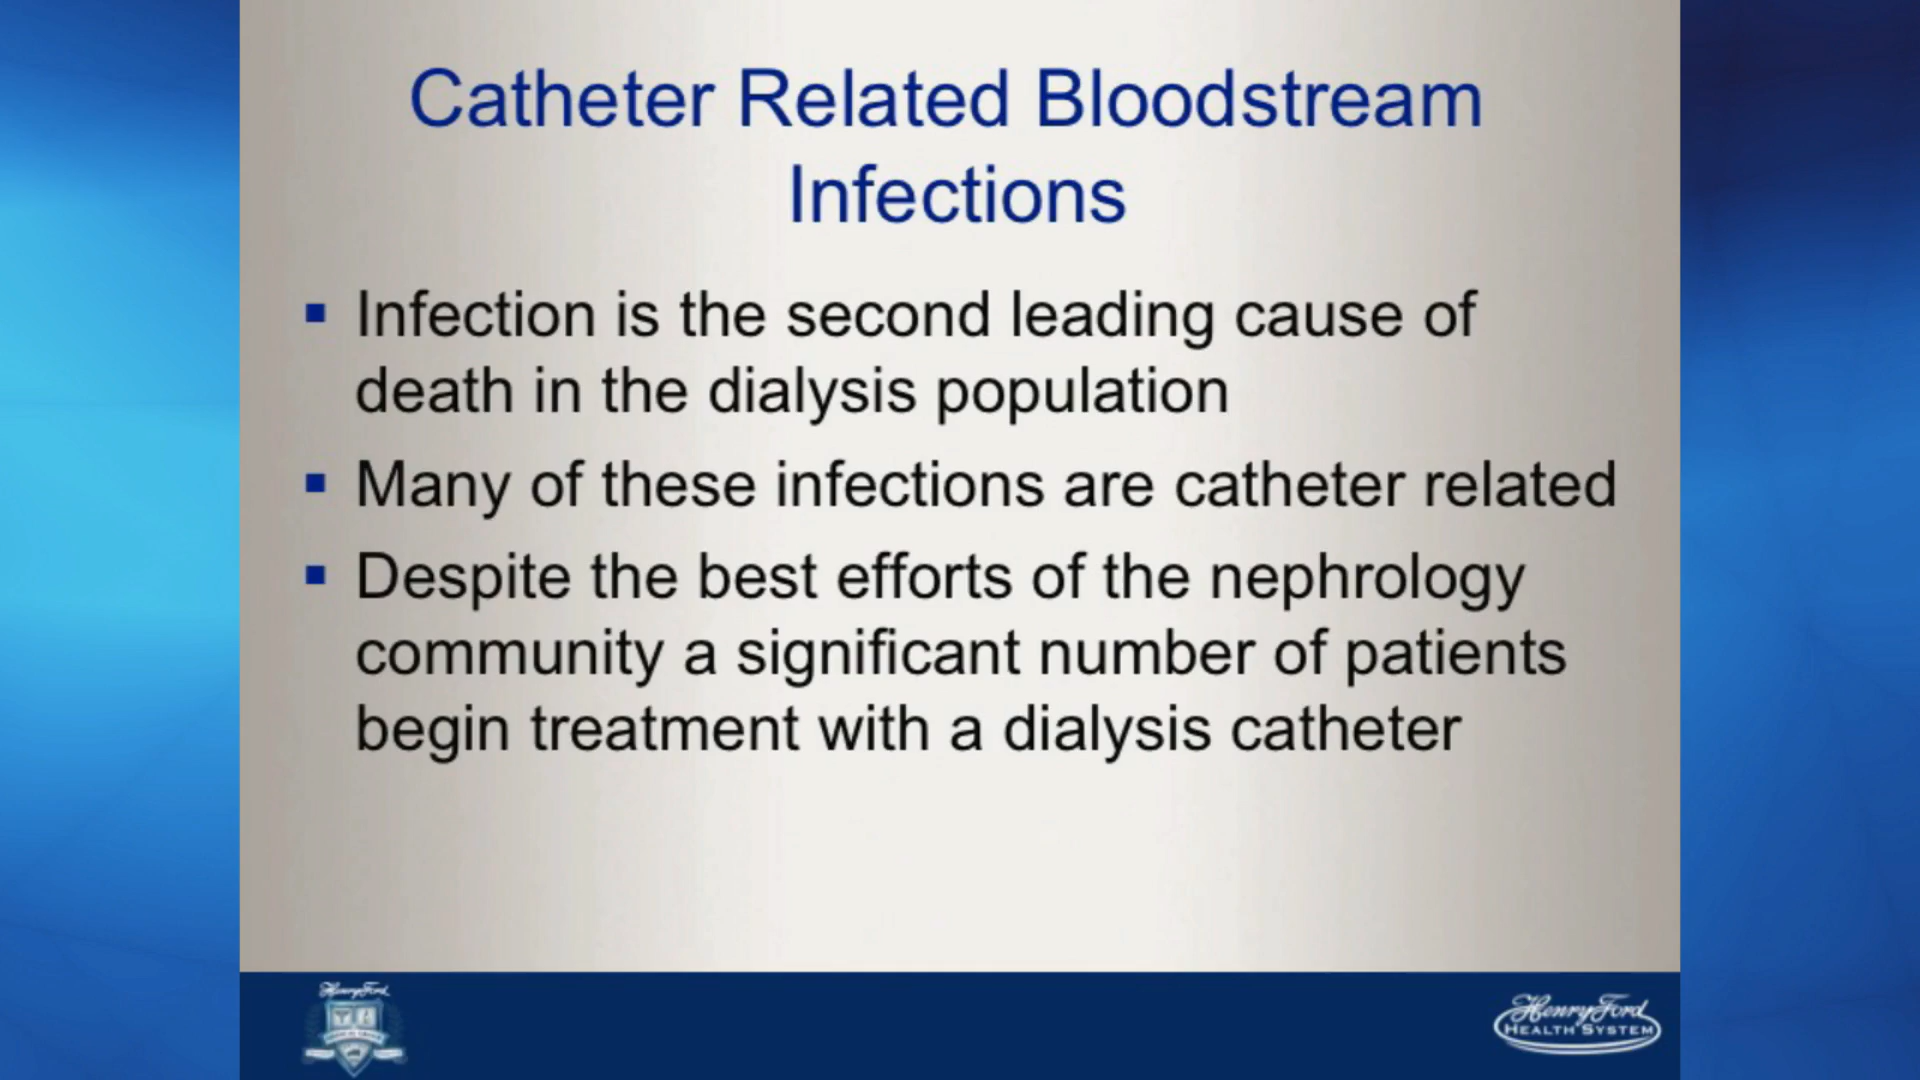 Catheter Related Bloodstream
Infections
Infection is the second leading cause of
death in the dialysis population
Many of these infections are catheter related
Despite the best efforts of the nephrology
community a significant number of patients
begin treatment with a dialysis catheter
Henry Ford
Henry Ford
HEALTH SYSTEM